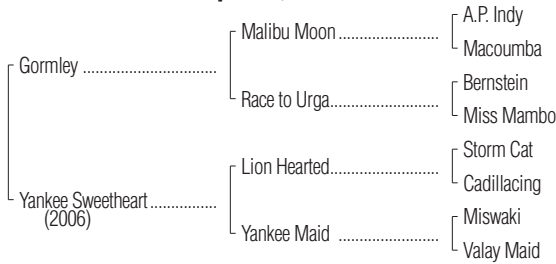 A.P. Indy
Malibu Moon ........................
Macoumba
Gormley ................................
Bernstein
Race to Urga..........................
Miss Mambo
Storm Cat
Lion Hearted..........................
Cadillacing
Yankee Sweetheart................
(2006)
Miswaki
Yankee Maid ........................
Valay Maid